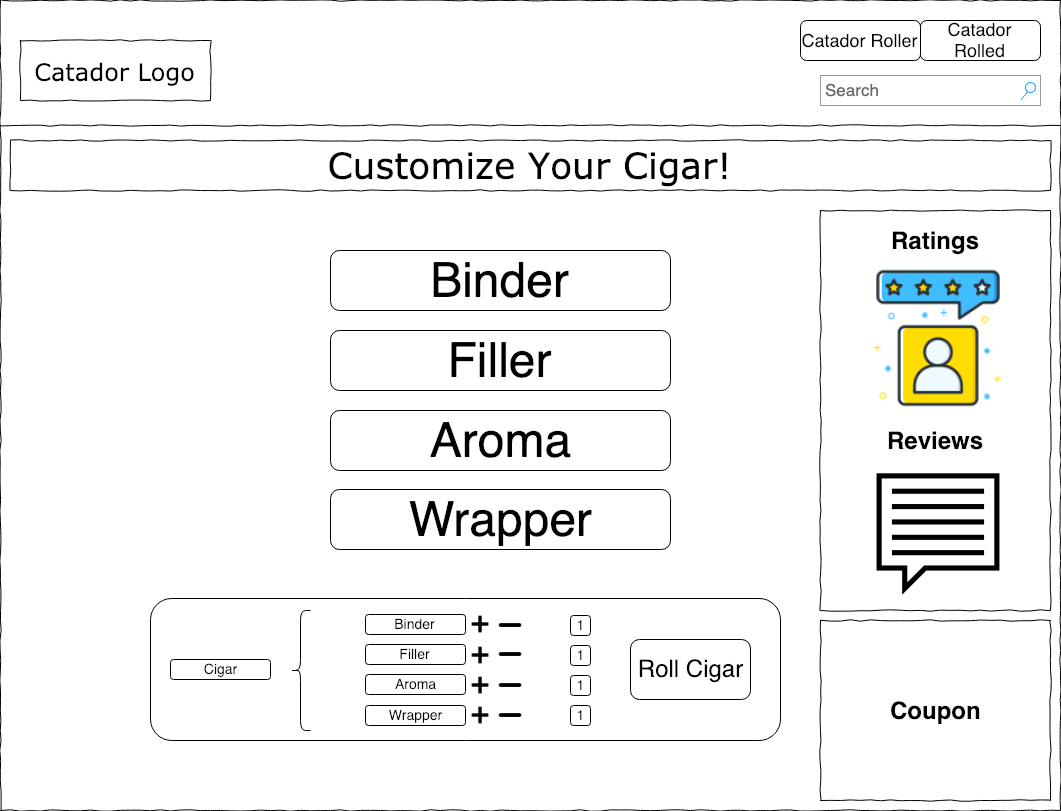 Catador Logo
Catador Roller
Catador
Rolled
Search
Customize Your Cigar!
Binder
Filler
Aroma
Wrapper
Ratings
Reviews
Cigar
Binder
1
Filler
1
Aroma
1
Wrapper
1
Roll Cigar
Coupon